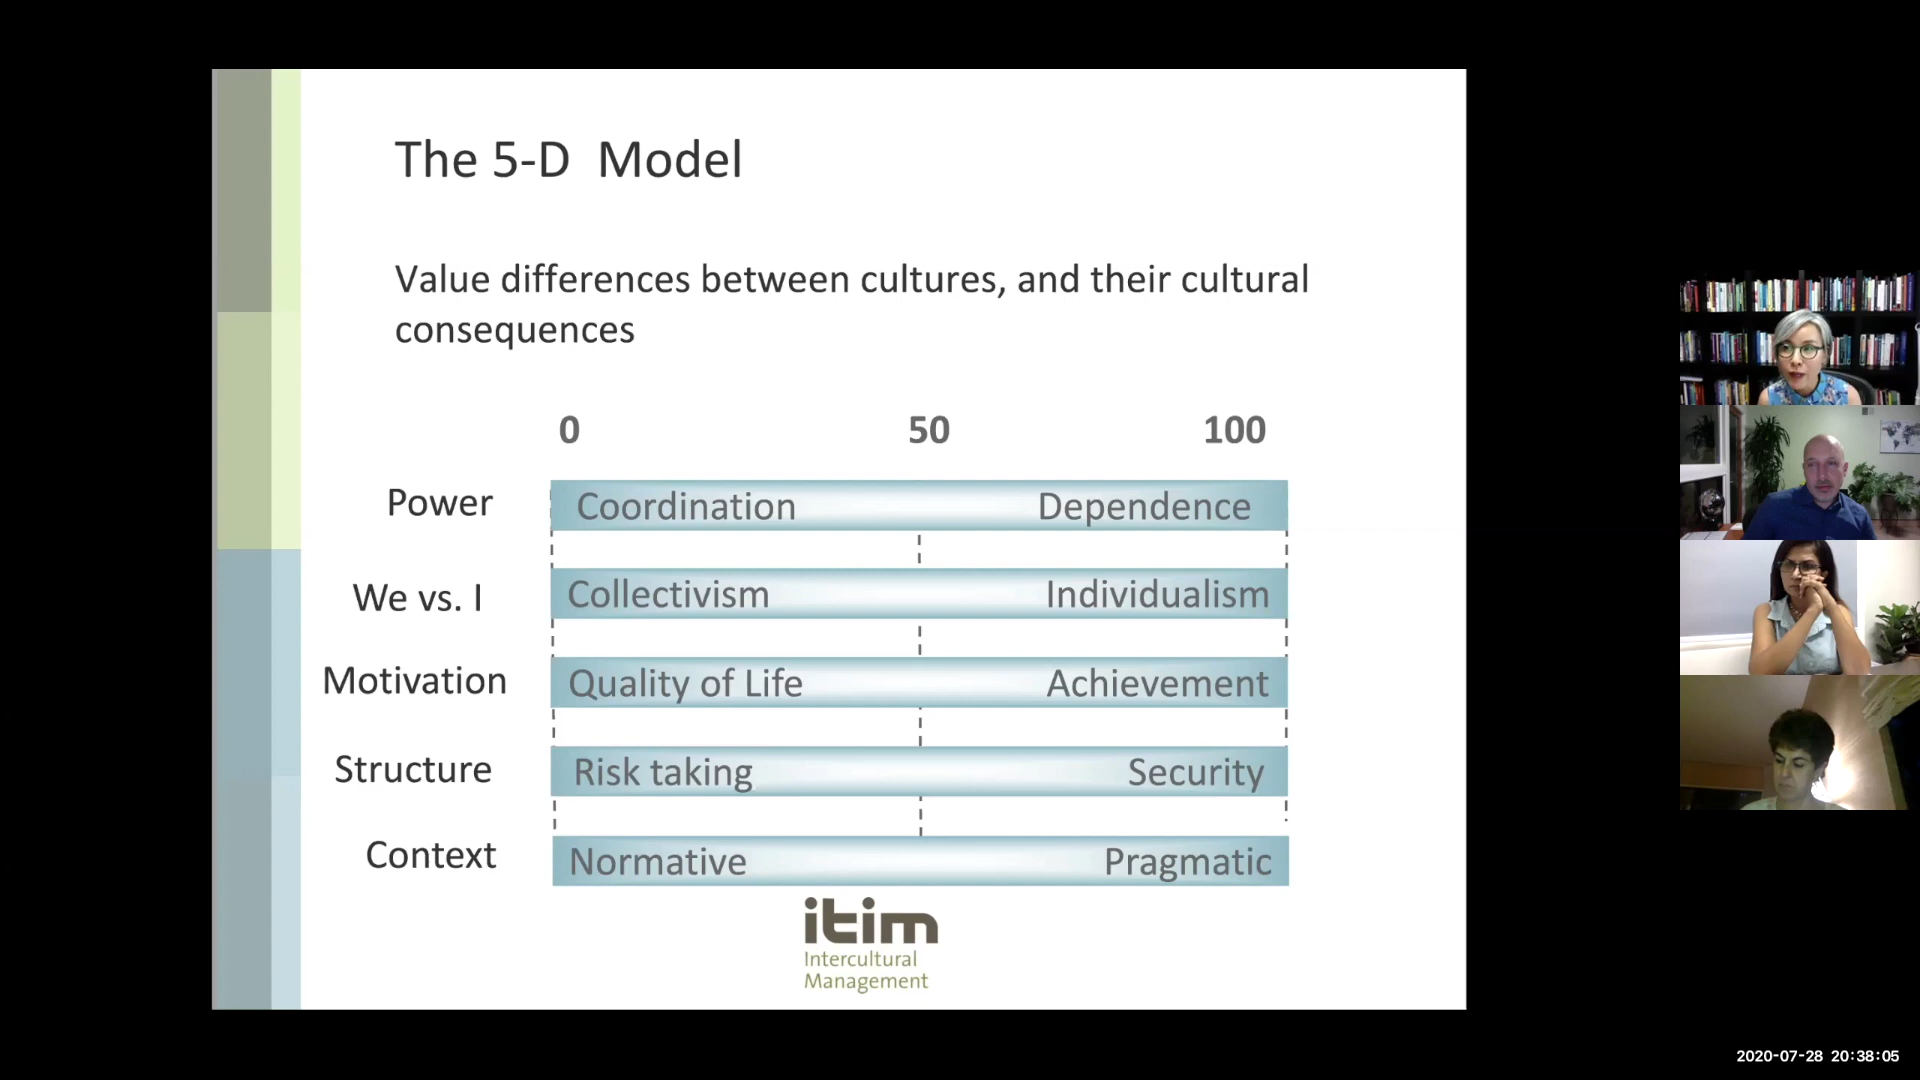 The 5-D  Model
Value differences between cultures, and their cultural
consequences
0 50 100
Power Coordination Dependence
We vs. I Collectivism Individualism
Motivation Quality of Life Achievement
Structure Risk taking Security
Context Normative Pragmatic
itim
Intercultural
Management
2020-07-28 20:38:05